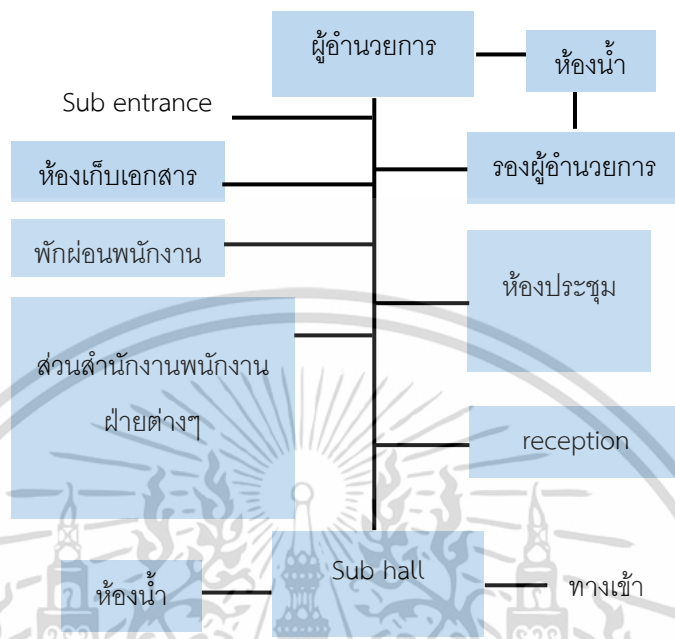 ผู้อำนวยการ
ห้องน้ำ
Sub entrance
ห้องเก็บเอกสาร
รองผู้อำนวยการ
พักผ่อนพนักงาน
ห้องประชุม
ส่วนสำนักงานพนักงาน
ฝ่ายต่างๆ
reception
Sub hall
ห้องน้ำ
ทางเข้า